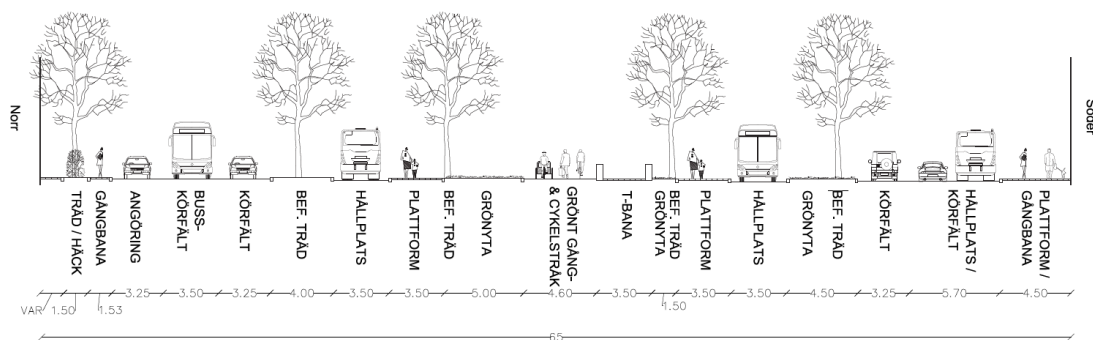 Norr
Söder
TRÄD / HÄCK
GÅNGBANA
ANGÖRING
BUSS-
KÖRFÄLT
KÖRFÄLT
BEF. TRÄD
HÅLLPLATS
PLATTFORM
BEF. TRÄD
GRÖNYTA
GRÖNT GÅNG-
& CYKELSTRÅK
T-BANA
BEF. TRÄD
GRÖNYTA
PLATTFORM
HÅLLPLATS
GRÖNYTA
BEF. TRÄD
KÖRFÄLT
HÅLLPLATS /
KÖRFÄLT
PLATTFORM /
GÅNGBANA
3.25 3.50 3.25 4.00 3.50 3.50 5.00 4.60 3.50 3.50 3.50 4.50 3.25 5.70 4.50
VAR 1.50 1.53 1.50
65